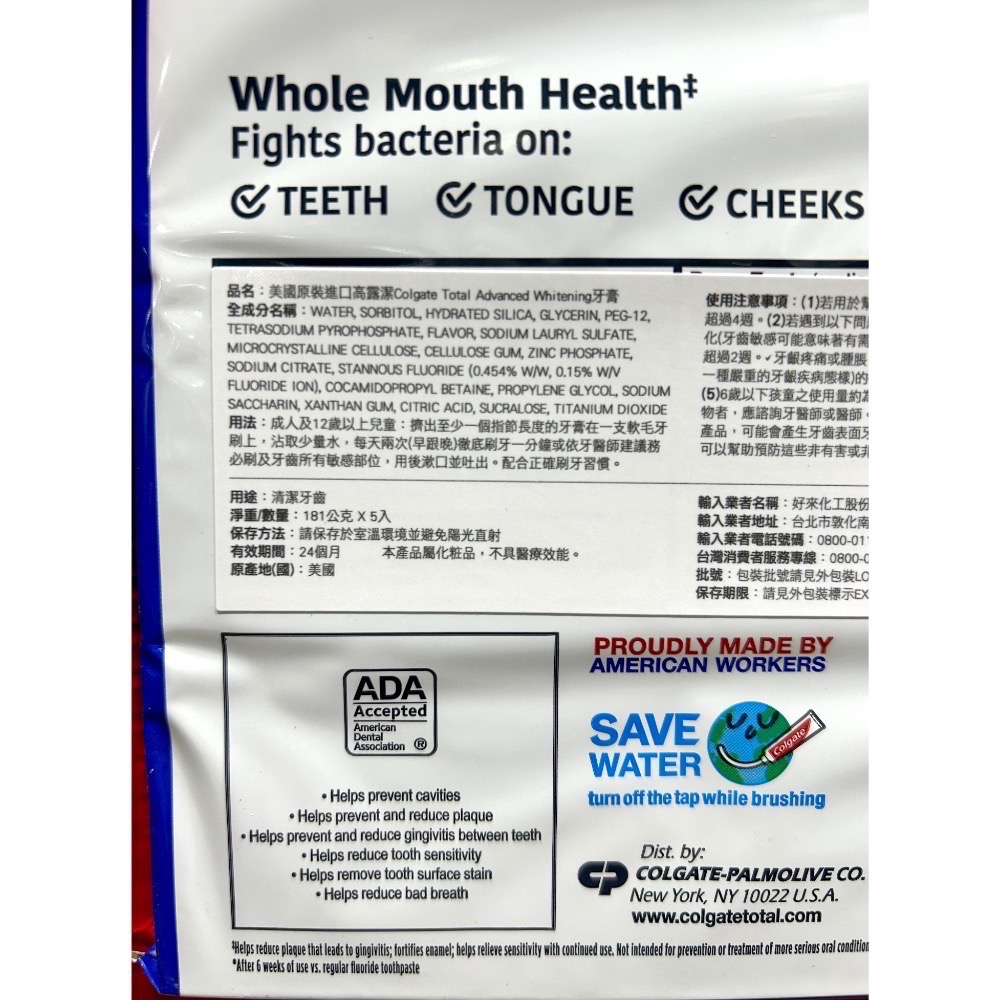 Whole Mouth Health‡
Fights bacteria on:
TEETH TONGUE CHEEKS
品名：美國原裝進口高露潔Colgate Total Advanced Whitening牙膏
全成分名稱：WATER, SORBITOL, HYDRATED SILICA, GLYCERIN, PEG-12,
TETRASODIUM PYROPHOSPHATE, FLAVOR, SODIUM LAURYL SULFATE,
MICROCRYSTALLINE CELLULOSE, CELLULOSE GUM, ZINC PHOSPHATE,
SODIUM CITRATE, STANNOUS FLUORIDE (0.454% W/W, 0.15% W/V
FLUORIDE ION), COCAMIDOPROPYL BETAINE, PROPYLENE GLYCOL, SODIUM
SACCHARIN, XANTHAN GUM, CITRIC ACID, SUCRALOSE, TITANIUM DIOXIDE
用法：成人及12歲以上兒童：擠出至少一個指節長度的牙膏在一支軟毛牙
刷上，沾取少量水，每天兩次(早跟晚)徹底刷牙一分鐘或依牙醫師建議務
必刷及牙齒所有敏感部位，用後漱口並吐出。配合正確刷牙習慣。
使用注意事項：(1)若用於
超過4週。(2)若遇到以下問
化(牙齒敏感可能意味著有需
超過2週。✓牙齦疼痛或腫脹
一種嚴重的牙齦疾病態樣)的
(5)6歲以下孩童之使用量約
物者，應諮詢牙醫師或醫師。
產品，可能會產生牙齒表面牙
可以幫助預防這些非有害或非
用途：清潔牙齒
淨重/數量：181公克 X 5入
保存方法：請保存於室溫環境並避免陽光直射
有效期間：24個月 本產品屬化粧品，不具醫療效能。
原產地(國)：美國
輸入業者名稱：好來化工股份
輸入業者地址：台北市敦化南
輸入業者電話號碼：0800-01
台灣消費者服務專線：0800-
批號：包裝批號請見外包裝LO
保存期限：請見外包裝標示EX
ADA
Accepted
American
Dental
Association ®
• Helps prevent cavities
• Helps prevent and reduce plaque
• Helps prevent and reduce gingivitis between teeth
• Helps reduce tooth sensitivity
• Helps remove tooth surface stain
• Helps reduce bad breath
PROUDLY MADE BY
AMERICAN WORKERS
SAVE
WATER
Colgate
turn off the tap while brushing
Dist. by:
CP COLGATE-PALMOLIVE CO.
New York, NY 10022 U.S.A.
www.colgatetotal.com
‡Helps reduce plaque that leads to gingivitis; fortifies enamel; helps relieve sensitivity with continued use. Not intended for prevention or treatment of more serious oral condition
*After 6 weeks of use vs. regular fluoride toothpaste